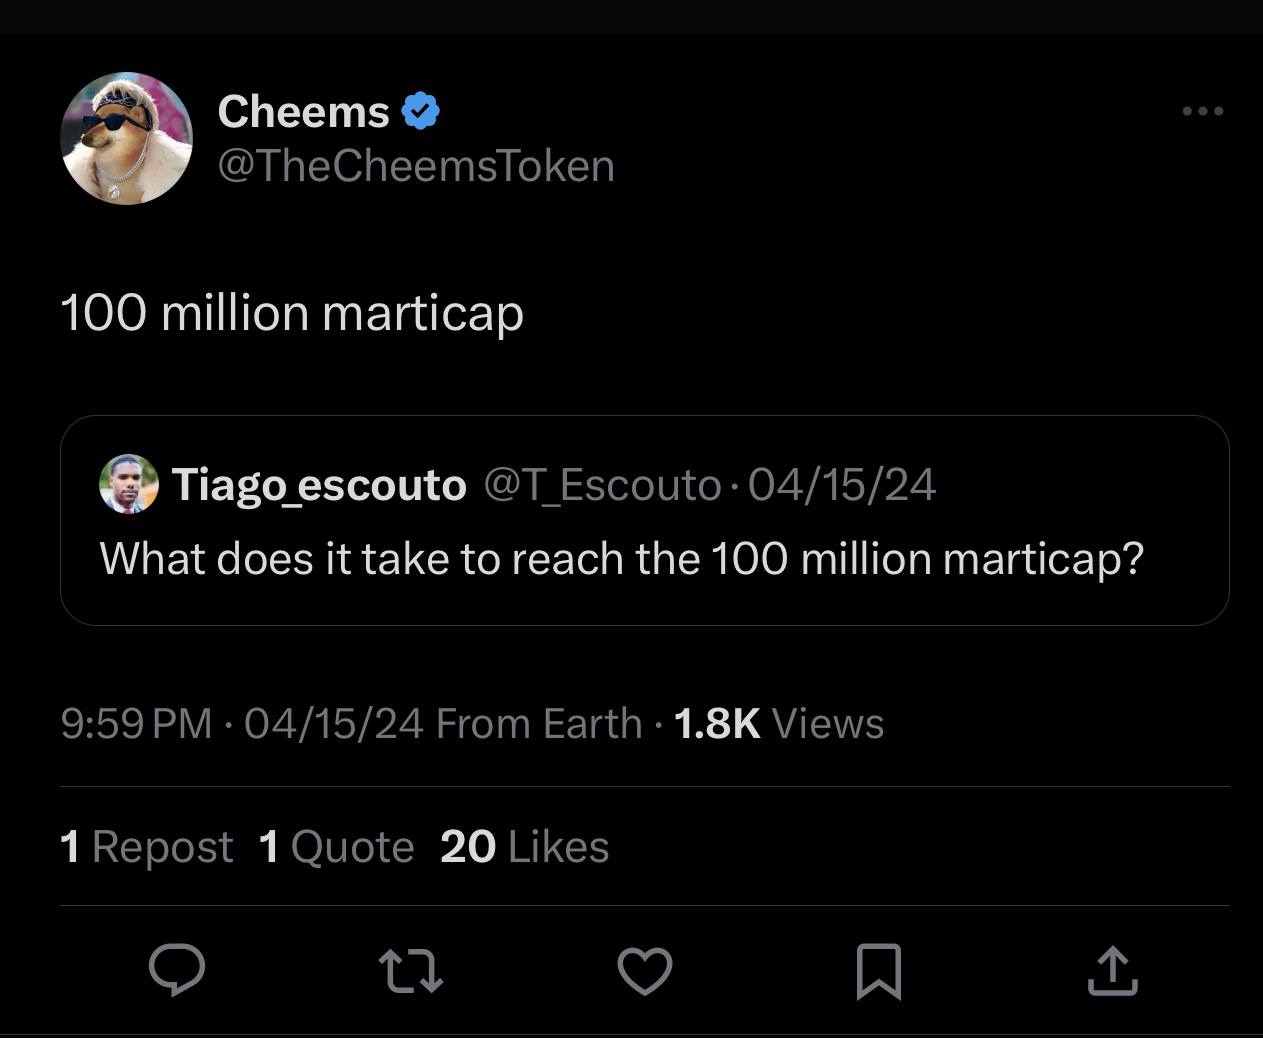 Cheems
@TheCheemsToken
100 million marticap
Tiago_escouto @T_Escouto · 04/15/24
What does it take to reach the 100 million marticap?
9:59 PM · 04/15/24 From Earth · 1.8K Views
1 Repost 1 Quote 20 Likes